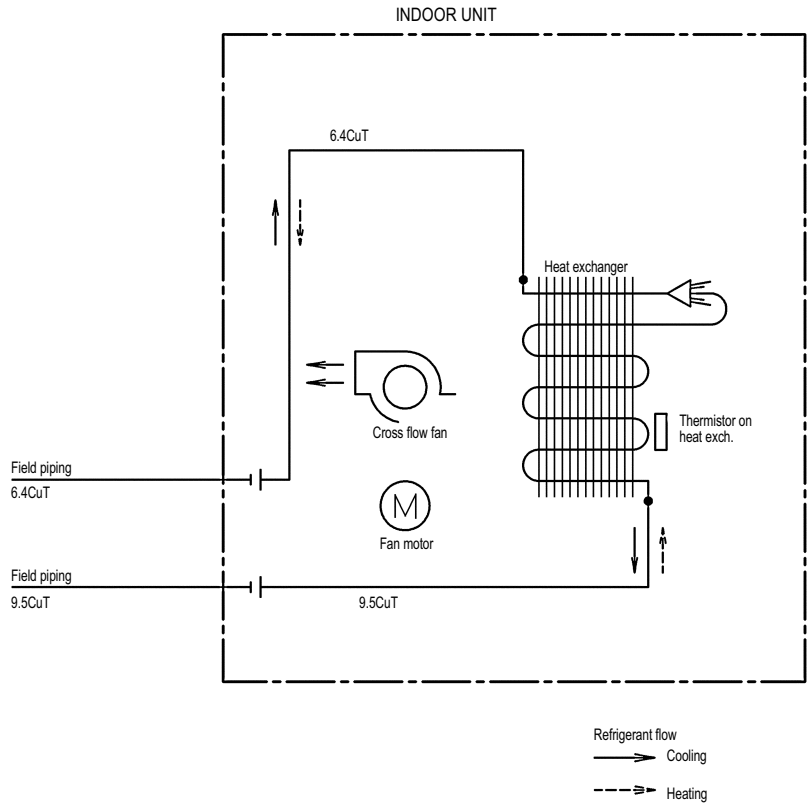 INDOOR UNIT
6.4CuT
Heat exchanger
Thermistor on
heat exch.
Cross flow fan
Field piping
6.4CuT
M
Fan motor
Field piping
9.5CuT
9.5CuT
Refrigerant flow
Cooling
Heating